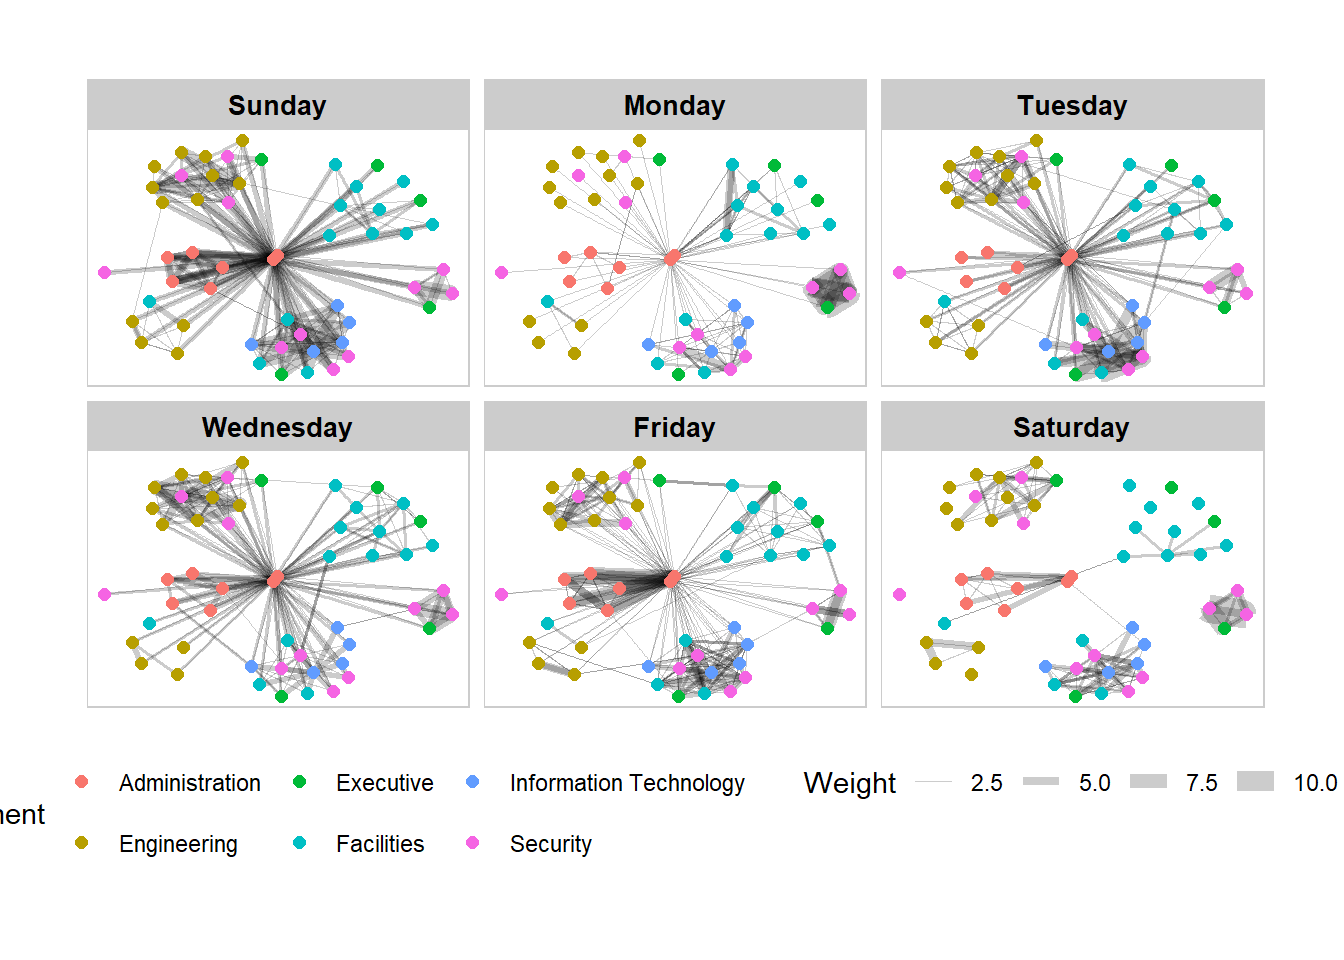 Sunday Monday Tuesday
Wednesday Friday Saturday
Administration Executive Information Technology Weight 2.5 5.0 7.5 10.0
Engineering Facilities Security